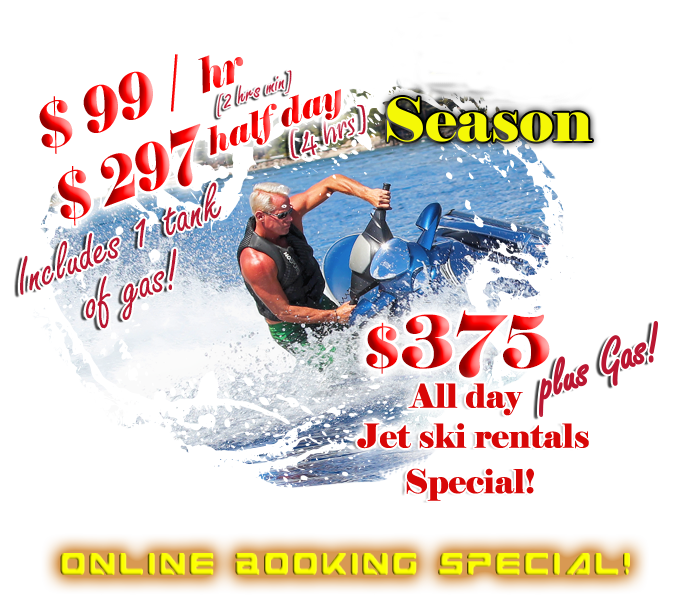 $ 99 / hr
(2 hrs min)
$ 297 half day
(4 hrs)
Season
Includes 1 tank
of gas!
$375
All day plus Gas!
Jet ski rentals
Special!
ONLINE BOOKING SPECIAL!